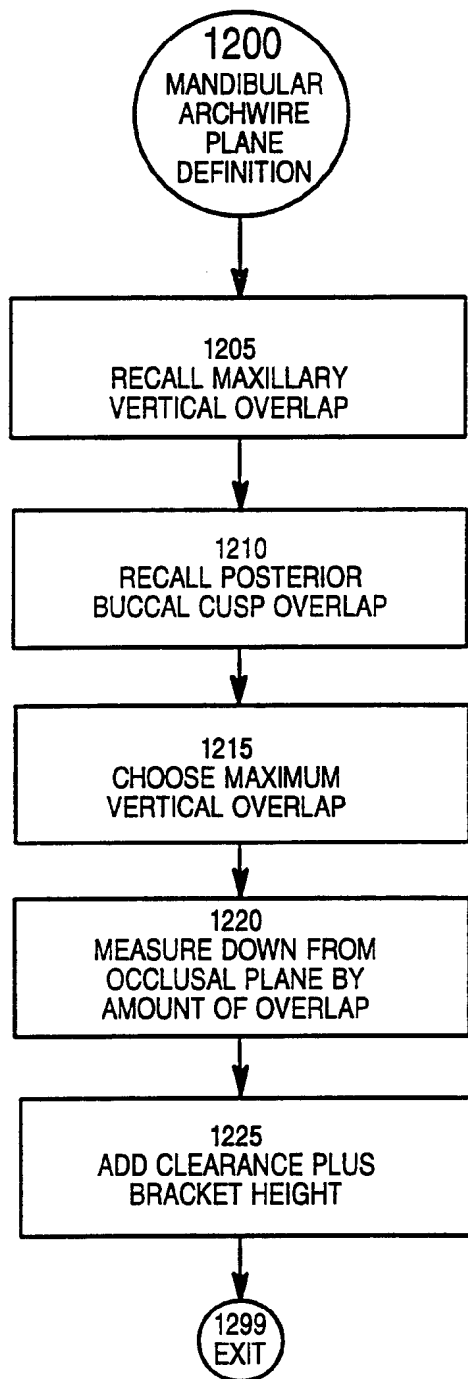 1200
MANDIBULAR
ARCHWIRE
PLANE
DEFINITION
1205
RECALL MAXILLARY
VERTICAL OVERLAP
1210
RECALL POSTERIOR
BUCCAL CUSP OVERLAP
1215
CHOOSE MAXIMUM
VERTICAL OVERLAP
1220
MEASURE DOWN FROM
OCCLUSAL PLANE BY
AMOUNT OF OVERLAP
1225
ADD CLEARANCE PLUS
BRACKET HEIGHT
1299
EXIT